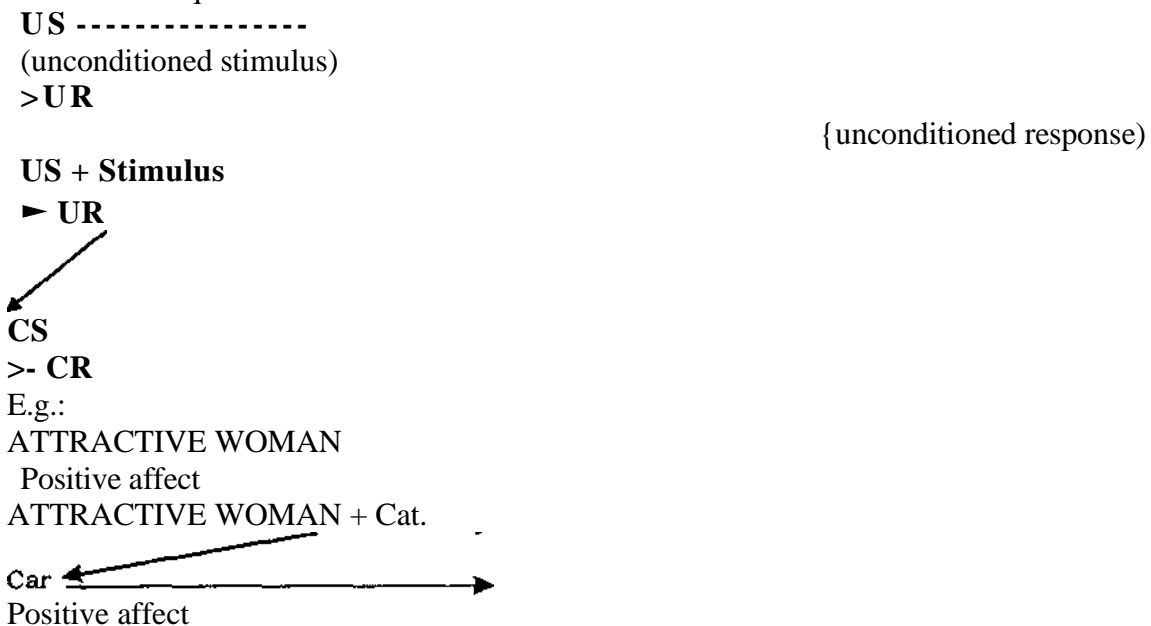 US ----------------
(unconditioned stimulus)
>UR
{unconditioned response)
US + Stimulus
► UR
CS
>- CR
E.g.:
ATTRACTIVE WOMAN
Positive affect
ATTRACTIVE WOMAN + Cat.
Car
Positive affect